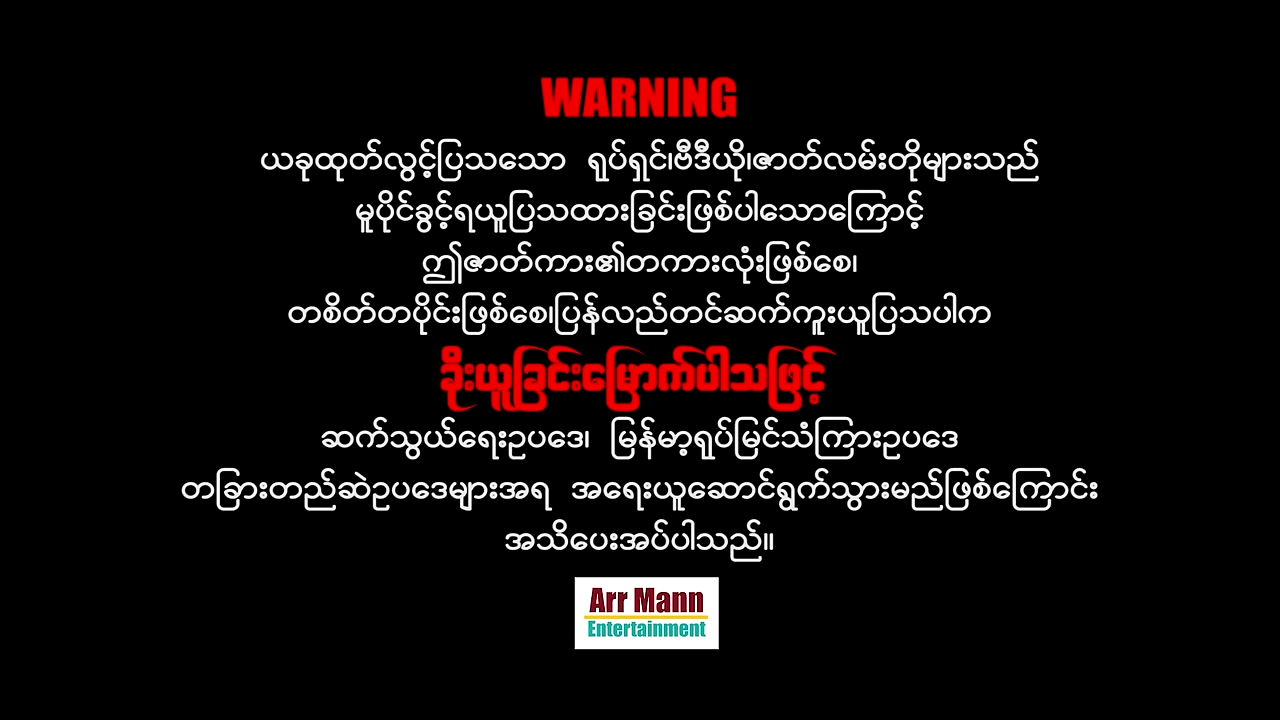 WARNING
ယခုထုတ်လွင့်ပြသသော ရုပ်ရှင်၊ဗီဒီယို၊ဇာတ်လမ်းတိုများသည်
မူပိုင်ခွင့်ရယူပြသထားခြင်းဖြစ်ပါသောကြောင့်
ဤဇာတ်ကား၏တကားလုံးဖြစ်စေ၊
တစိတ်တပိုင်းဖြစ်စေ၊ပြန်လည်တင်ဆက်ကူးယူပြသပါက
ခိုးယူခြင်းမြောက်ပါသဖြင့်
ဆက်သွယ်ရေးဥပဒေ၊ မြန်မာ့ရုပ်မြင်သံကြားဥပဒေ
တခြားတည်ဆဲဥပဒေများအရ အရေးယူဆောင်ရွက်သွားမည်ဖြစ်ကြောင်း
အသိပေးအပ်ပါသည်။
Arr Mann
Entertainment